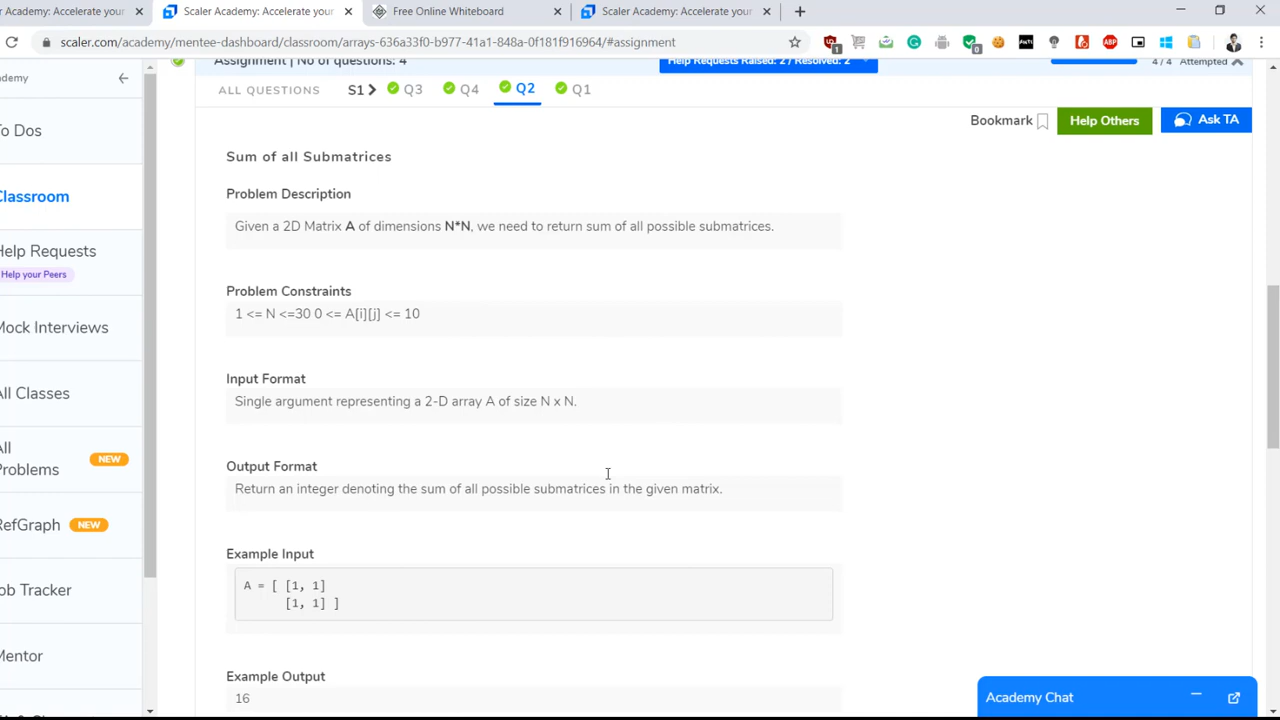 Scaler Academy: Accelerate your
Scaler Academy: Accelerate your
Free Online Whiteboard
Scaler Academy: Accelerate your
scaler.com/academy/mentee-dashboard/classroom/arrays-636a33f0-b977-41a1-848a-0f181f916964/#assignment
ademy
Assignment | No of questions: 4
Help Requests Raised: 2 / Resolved: 2
4 / 4 Attempted
ALL QUESTIONS S1 Q3 Q4 Q2 Q1
To Dos
Bookmark Help Others Ask TA
Sum of all Submatrices
Classroom
Problem Description
Given a 2D Matrix A of dimensions N*N, we need to return sum of all possible submatrices.
Help Requests
Help your Peers
Problem Constraints
1 <= N <=30 0 <= A[i][j] <= 10
Mock Interviews
Input Format
All Classes
Single argument representing a 2-D array A of size N x N.
All
Problems NEW
Output Format
Return an integer denoting the sum of all possible submatrices in the given matrix.
RefGraph NEW
Example Input
A = [ [1, 1]
[1, 1] ]
Job Tracker
Mentor
Example Output
16
Academy Chat